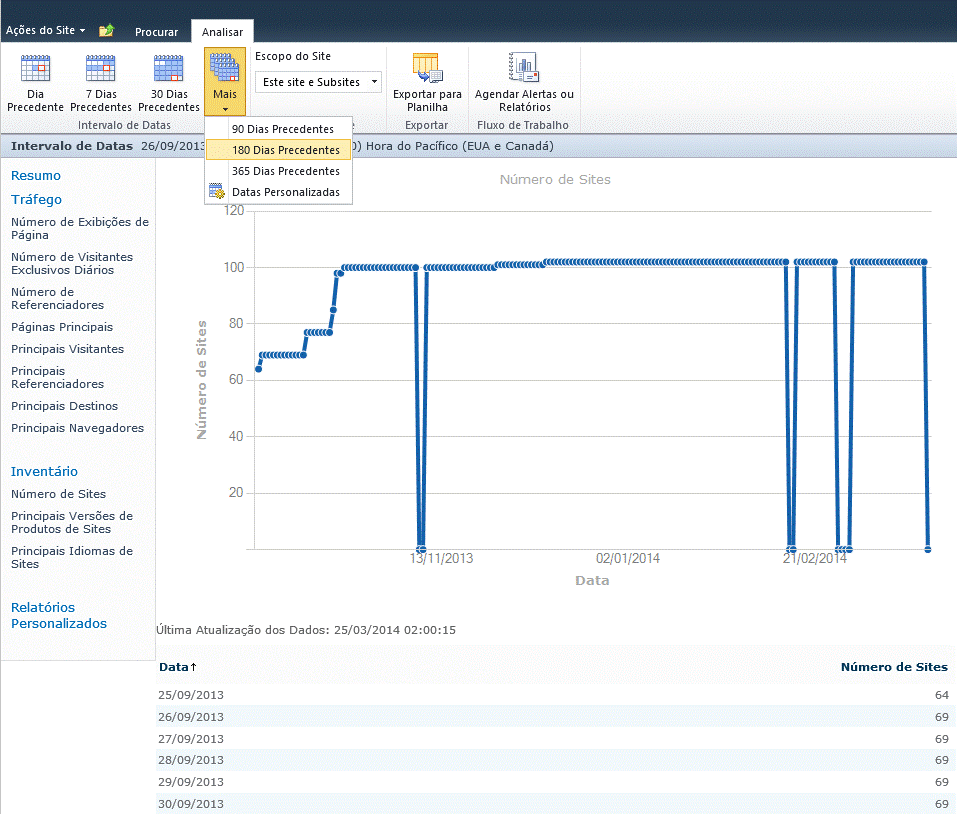 Ações do Site
Procurar
Analisar
Dia
Precedente
7 Dias
Precedentes
30 Dias
Precedentes
Mais
Intervalo de Datas
Escopo do Site
Este site e Subsites
Exportar para
Planilha
Exportar
Agendar Alertas ou
Relatórios
Fluxo de Trabalho
90 Dias Precedentes
180 Dias Precedentes
365 Dias Precedentes
Datas Personalizadas
Intervalo de Datas 26/09/2013 0) Hora do Pacífico (EUA e Canadá)
Resumo
Tráfego
Número de Exibições de
Página
Número de Visitantes
Exclusivos Diários
Número de
Referenciadores
Páginas Principais
Principais Visitantes
Principais
Referenciadores
Principais Destinos
Principais Navegadores
Inventário
Número de Sites
Principais Versões de
Produtos de Sites
Principais Idiomas de
Sites
Relatórios
Personalizados
Número de Sites
120
100
80
60
40
20
Número de Sites
13/11/2013
02/01/2014
21/02/2014
Data
Última Atualização dos Dados: 25/03/2014 02:00:15
Data↑ Número de Sites
25/09/2013 64
26/09/2013 69
27/09/2013 69
28/09/2013 69
29/09/2013 69
30/09/2013 69